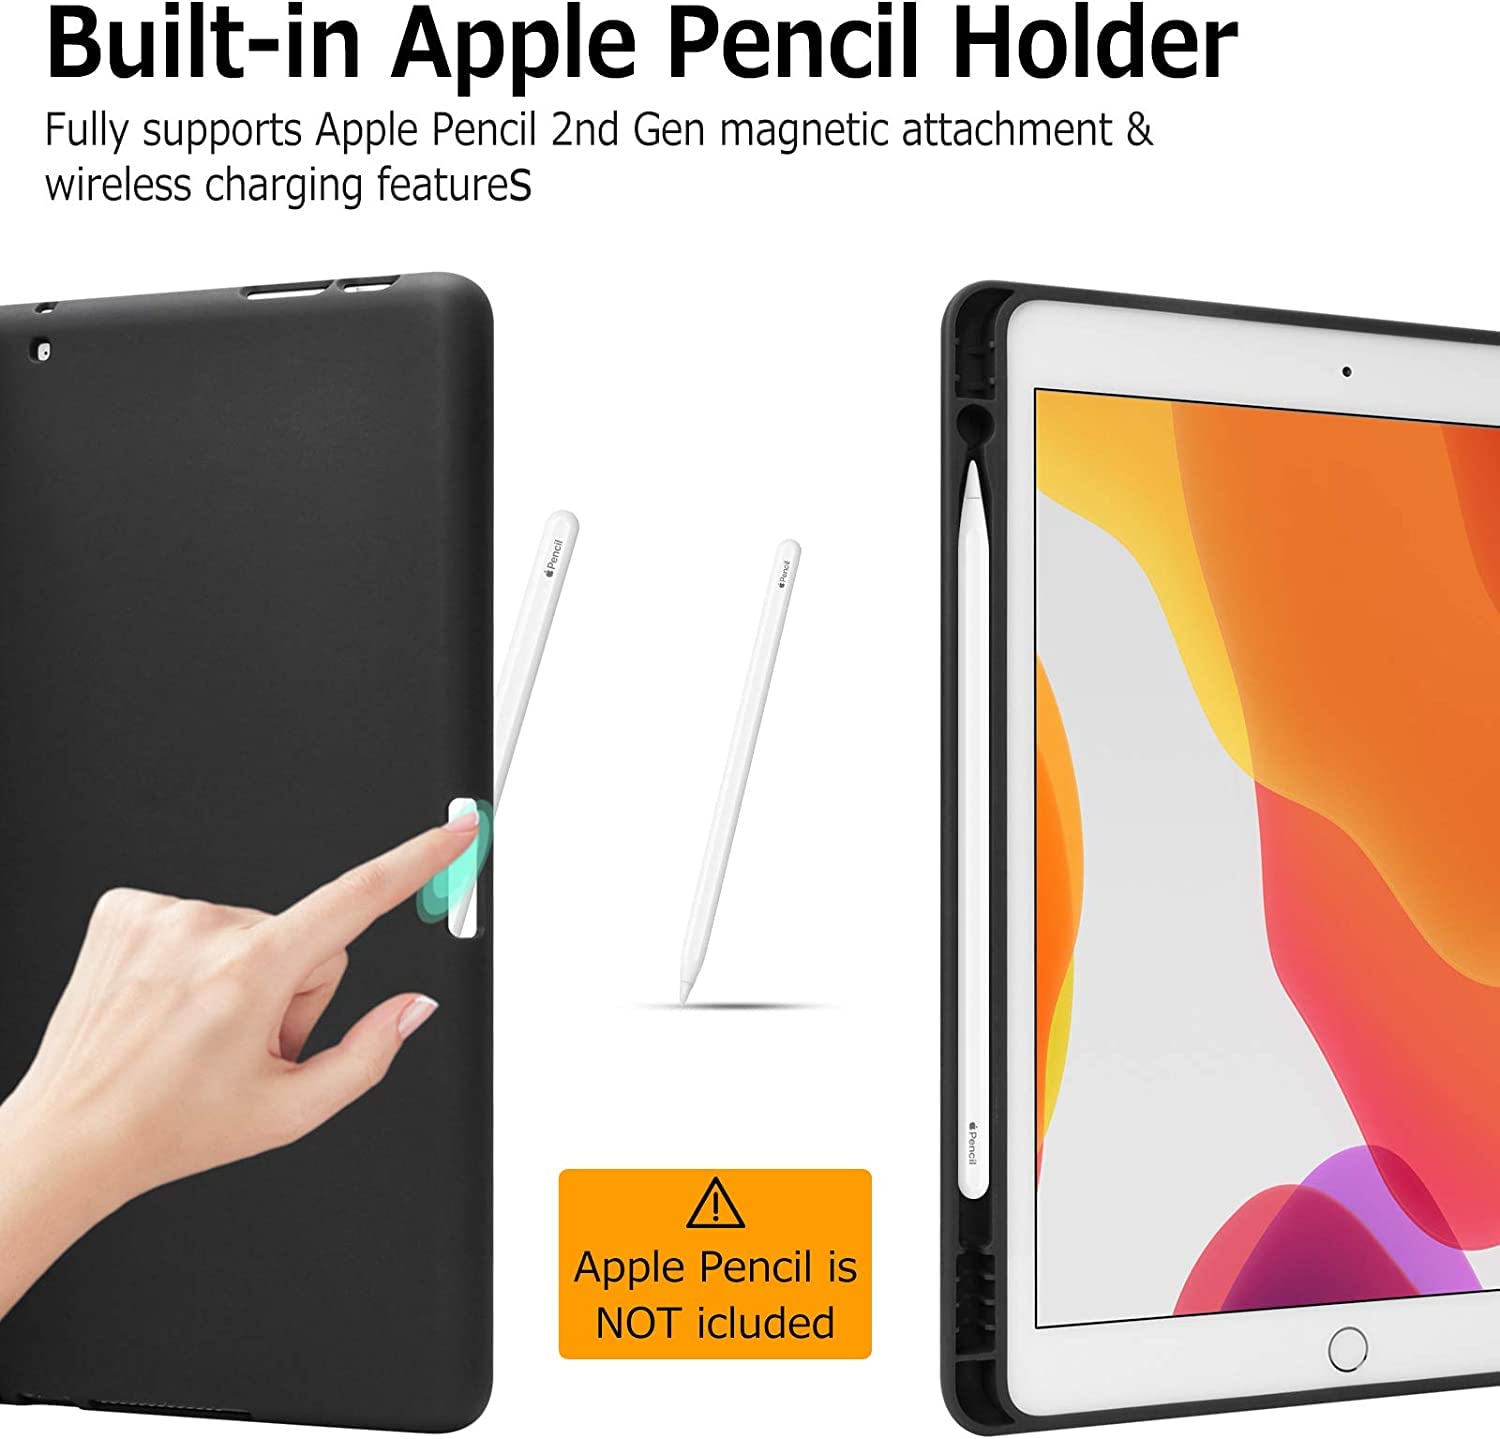 Built-in Apple Pencil Holder
Fully supports Apple Pencil 2nd Gen magnetic attachment &
wireless charging features
Pencil
Pencil
Pencil
Apple Pencil is
NOT icluded